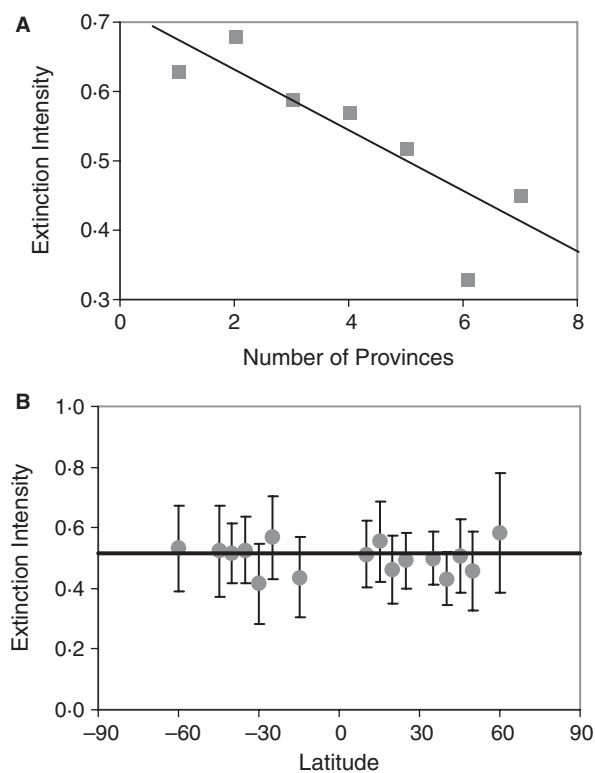 A
0·7
0·6
0·5
0·4
0·3
Extinction Intensity
0 2 4 6 8
Number of Provinces
B
1·0
0·8
0·6
0·4
0·2
0·0
Extinction Intensity
–90 –60 –30 0 30 60 90
Latitude